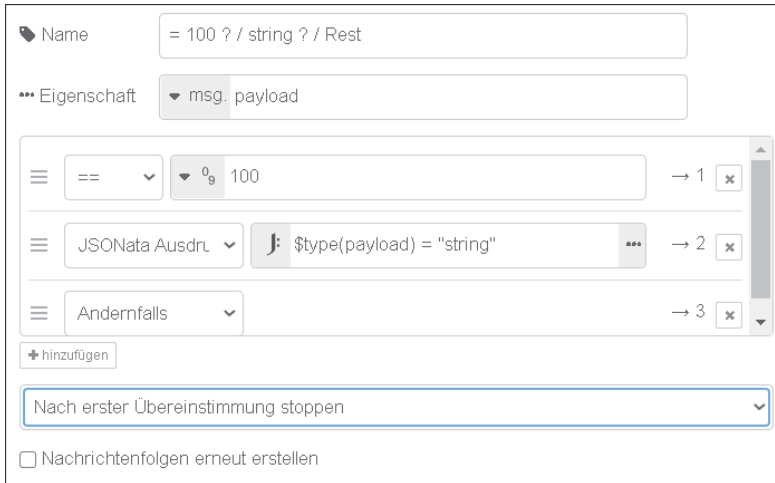 Name
= 100 ? / string ? / Rest
Eigenschaft
msg. payload
== 0 9 100 → 1
JSONata Ausdru $type(payload) = "string" → 2
Andernfalls → 3
hinzufügen
Nach erster Übereinstimmung stoppen
Nachrichtenfolgen erneut erstellen